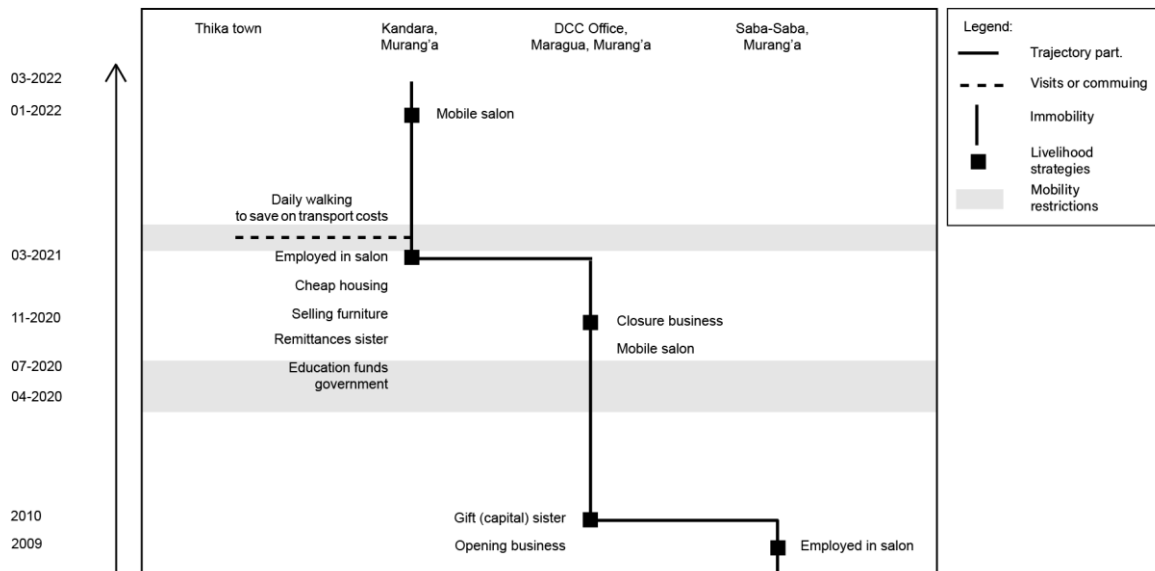 Thika town
Kandara,
Murang'a
DCC Office,
Maragua, Murang'a
Saba-Saba,
Murang'a
Legend:
Trajectory part.
Visits or commuing
Immobility
Livelihood
strategies
Mobility
restrictions
03-2022
01-2022
Mobile salon
Daily walking
to save on transport costs
03-2021
Employed in salon
Cheap housing
11-2020
Selling furniture
Closure business
Remittances sister
Mobile salon
07-2020
Education funds
government
04-2020
2010
Gift (capital) sister
2009
Opening business
Employed in salon